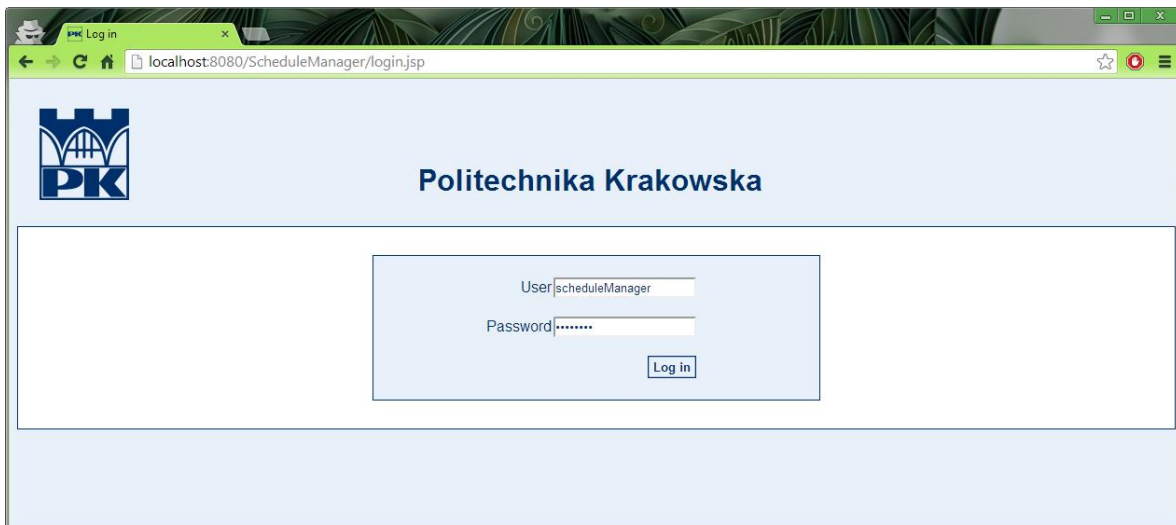 PK Log in
localhost:8080/ScheduleManager/login.jsp
PK
Politechnika Krakowska
User scheduleManager
Password ••••••••
Log in